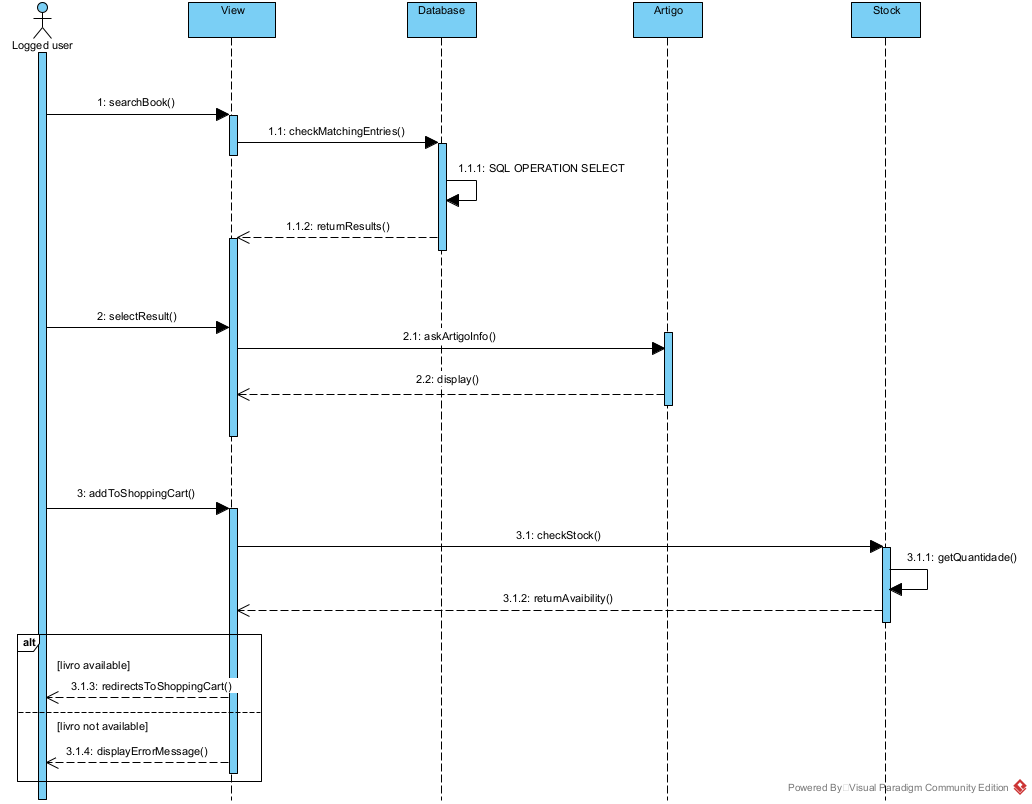 View
Database
Artigo
Stock
Logged user
1: searchBook()
1.1: checkMatchingEntries()
1.1.1: SQL OPERATION SELECT
1.1.2: returnResults()
2: selectResult()
2.1: askArtigoInfo()
2.2: display()
3: addToShoppingCart()
3.1: checkStock()
3.1.1: getQuantidade()
3.1.2: returnAvaibility()
alt
[livro available]
3.1.3: redirectsToShoppingCart()
[livro not available]
3.1.4: displayErrorMessage()
Powered By Visual Paradigm Community Edition